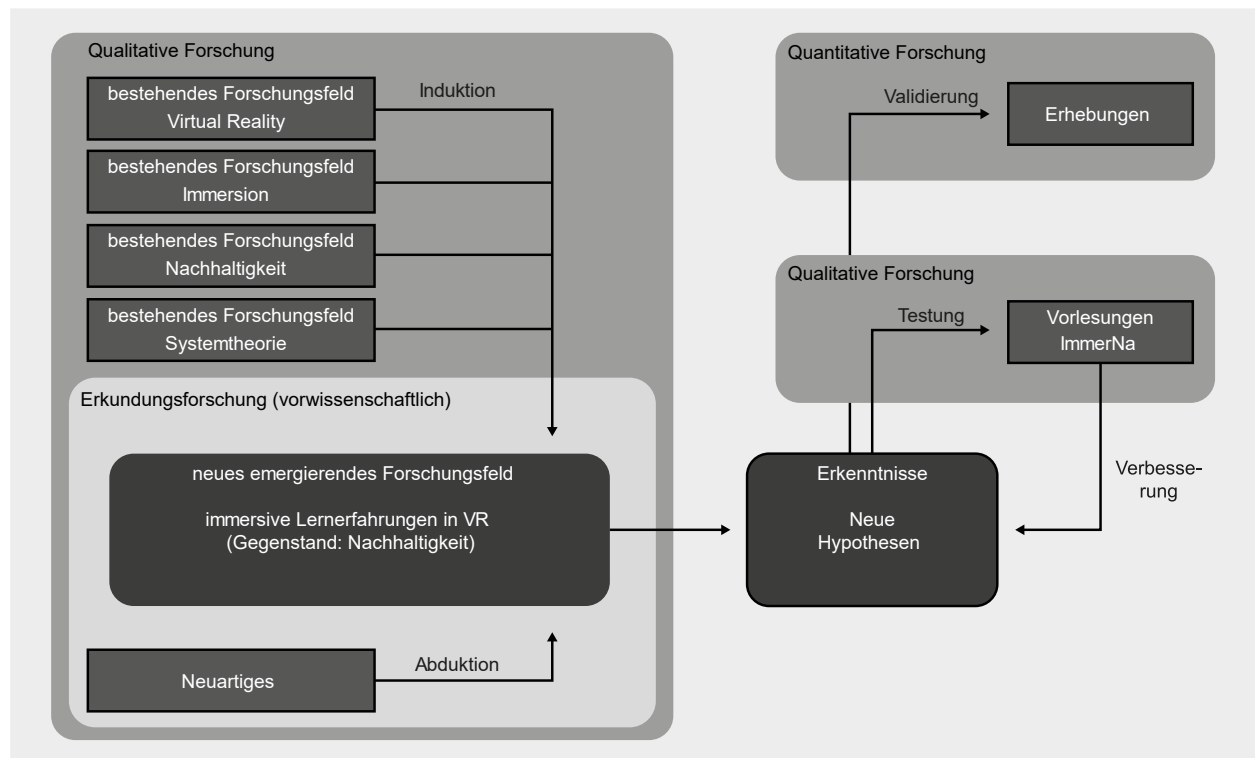 Qualitative Forschung
bestehendes Forschungsfeld
Virtual Reality
Induktion
bestehendes Forschungsfeld
Immersion
bestehendes Forschungsfeld
Nachhaltigkeit
bestehendes Forschungsfeld
Systemtheorie
Erkundungsforschung (vorwissenschaftlich)
neues emergierendes Forschungsfeld
immersive Lernerfahrungen in VR
(Gegenstand: Nachhaltigkeit)
Neuartiges
Abduktion
Quantitative Forschung
Validierung
Erhebungen
Qualitative Forschung
Testung
Vorlesungen
ImmerNa
Erkenntnisse
Neue
Hypothesen
Verbesse-
rung